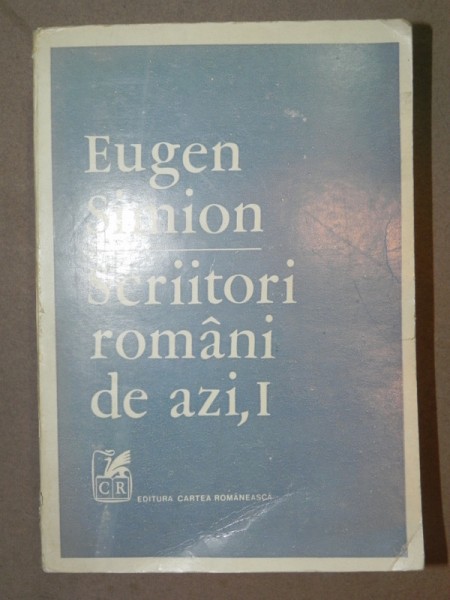 Eugen
Simion
Scriitori
români
de azi, I
CR
EDITURA CARTEA ROMÂNEASCĂ